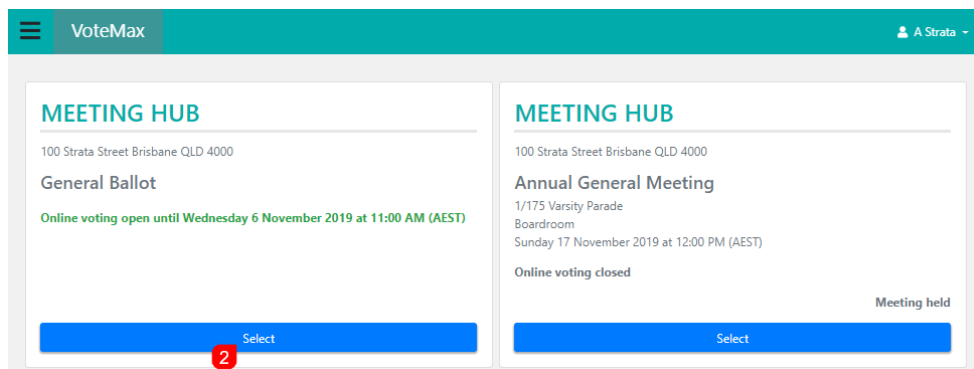 VoteMax
A Strata
MEETING HUB
100 Strata Street Brisbane QLD 4000
General Ballot
Online voting open until Wednesday 6 November 2019 at 11:00 AM (AEST)
Select
2
MEETING HUB
100 Strata Street Brisbane QLD 4000
Annual General Meeting
1/175 Varsity Parade
Boardroom
Sunday 17 November 2019 at 12:00 PM (AEST)
Online voting closed
Meeting held
Select